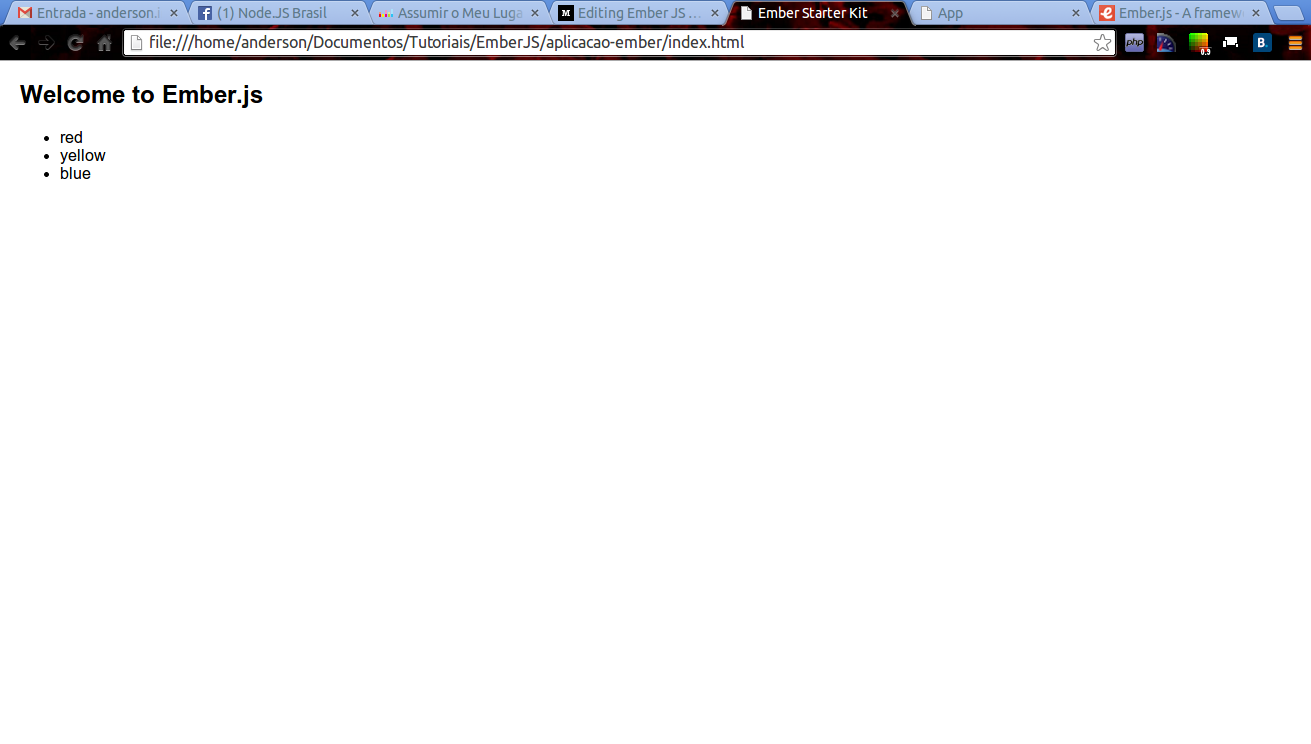 Entrada - anderson.i
(1) Node.JS Brasil
Assumir o Meu Luga
Editing Ember JS ...
Ember Starter Kit
App
Ember.js - A framew
file:///home/anderson/Documentos/Tutoriais/EmberJS/aplicacao-ember/index.html
php
0.9
B.
Welcome to Ember.js
• red
• yellow
• blue